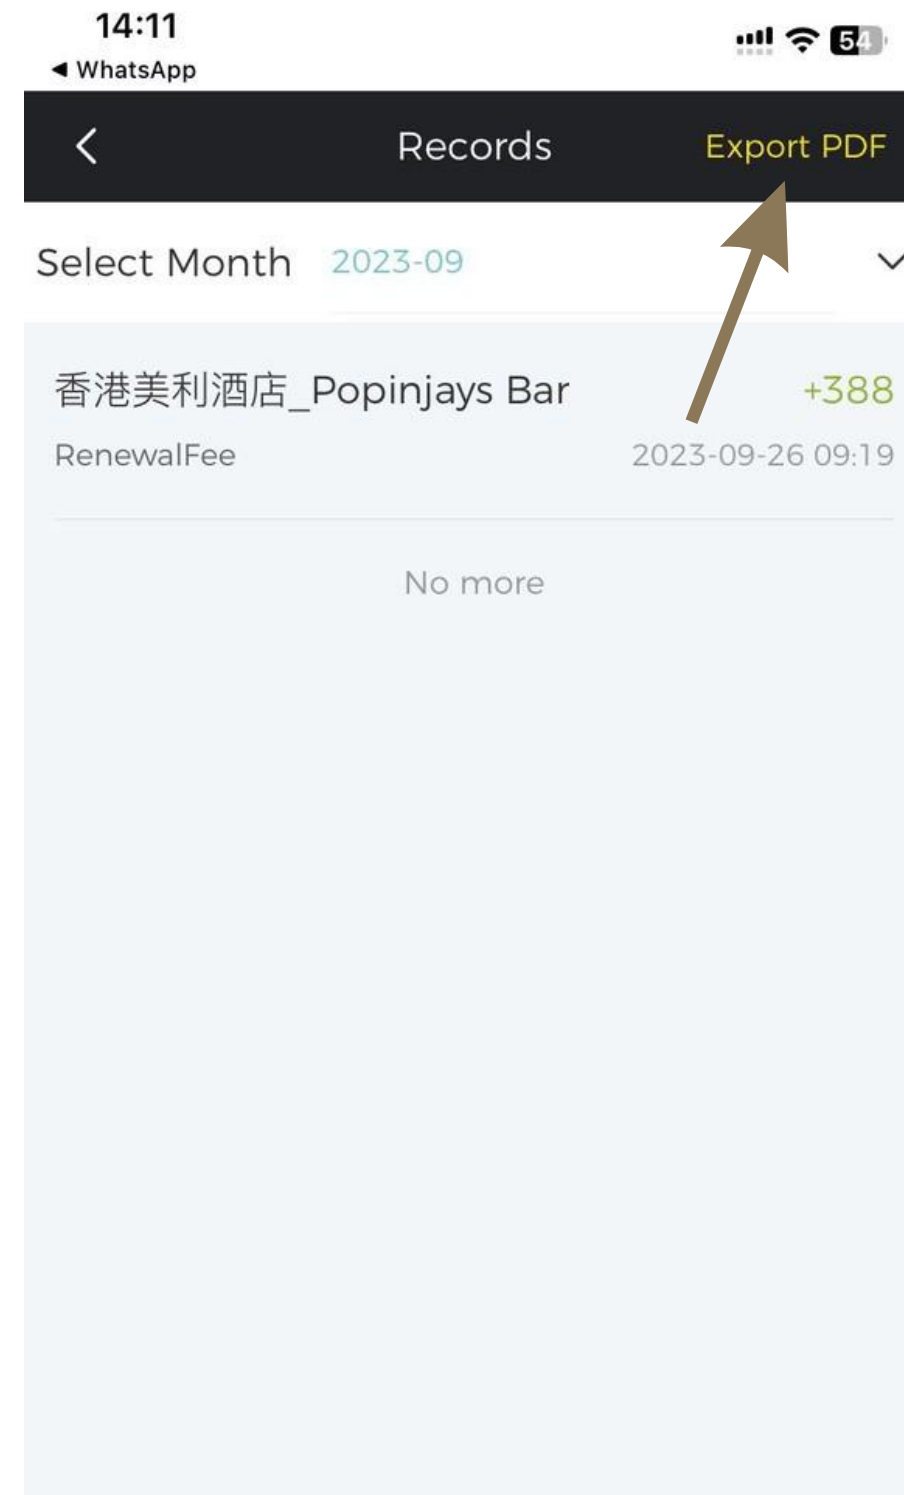 14:11
54
◀ WhatsApp
Records
Export PDF
Select Month 2023-09
香港美利酒店_Popinjays Bar
+388
RenewalFee
2023-09-26 09:19
No more